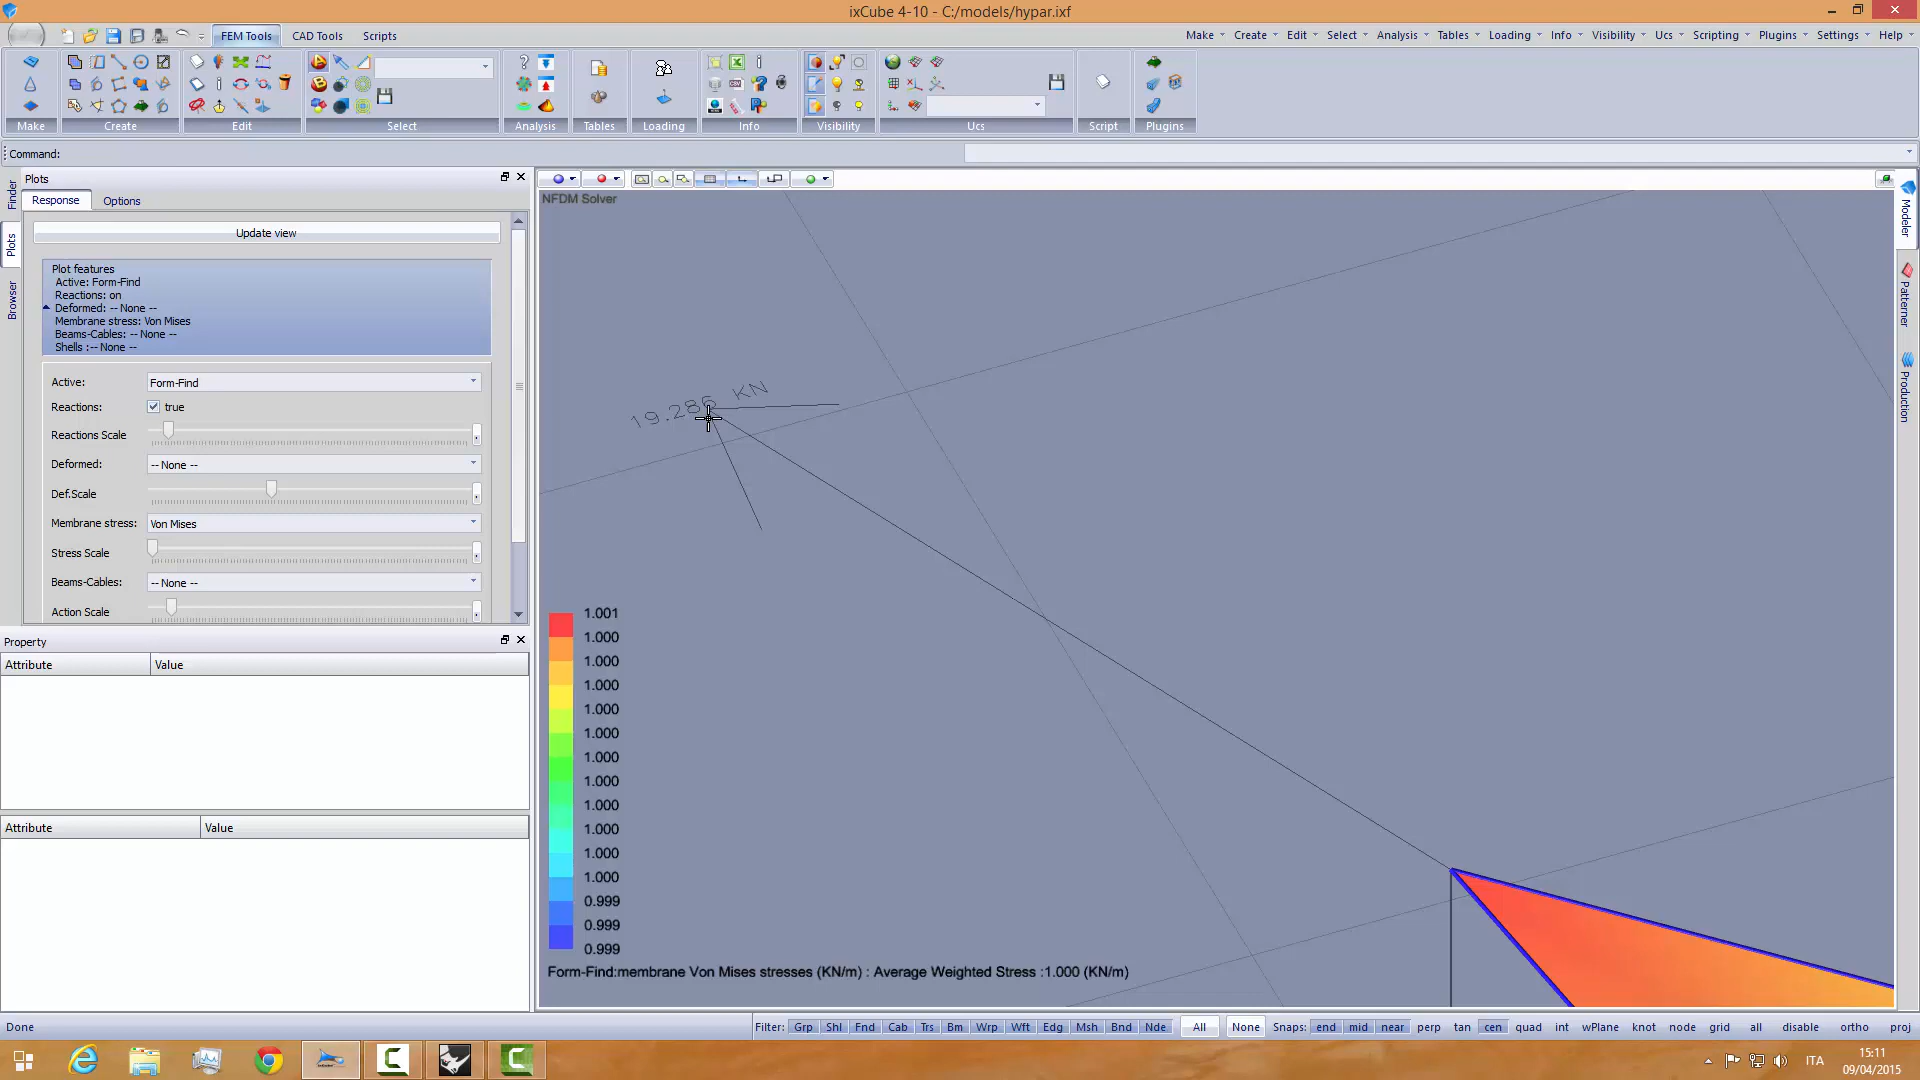 ixCube 4-10 - C:/models/hypar.ixf
FEM Tools CAD Tools Scripts
Make Create Edit Select Analysis Tables Loading Info Visibility Ucs Scripting Plugins Settings Help
Make Create Edit Select Analysis Tables Loading Info Visibility Ucs Script Plugins
Command:
Plots
Response Options
Update view
Plot features
Active: Form-Find
Reactions: on
Deformed: -- None --
Membrane stress: Von Mises
Beams-Cables: -- None --
Shells :-- None --
Active: Form-Find
Reactions: true
Reactions Scale
Deformed: -- None --
Def.Scale
Membrane stress: Von Mises
Stress Scale
Beams-Cables: -- None --
Action Scale
Finder
Plots
Browser
Property
Attribute Value
Attribute Value
NFDM Solver
19.286 KN
1.001
1.000
1.000
1.000
1.000
1.000
1.000
1.000
1.000
1.000
1.000
1.000
0.999
0.999
0.999
Form-Find:membrane Von Mises stresses (KN/m) : Average Weighted Stress :1.000 (KN/m)
Modeler
Patterner
Production
Done
Filter: Grp Shl Fnd Cab Trs Bm Wrp Wft Edg Msh Bnd Nde All None Snaps: end mid near perp tan cen quad int wPlane knot node grid all disable ortho proj
ITA
15:11
09/04/2015